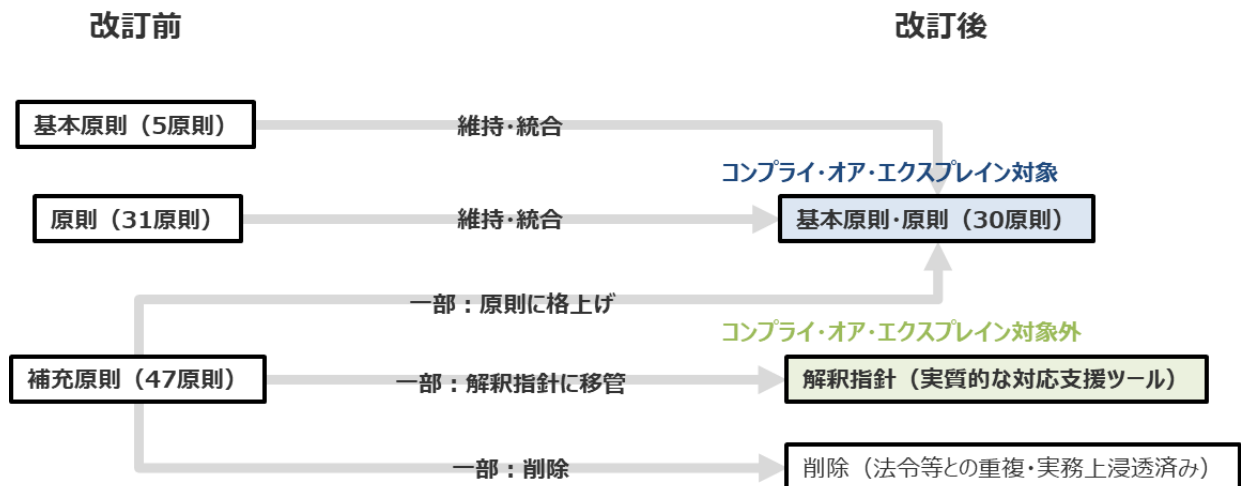 改訂前
改訂後
基本原則（5原則）
維持・統合
コンプライ・オア・エクスプレイン対象
原則（31原則）
維持・統合
基本原則・原則（30原則）
一部：原則に格上げ
コンプライ・オア・エクスプレイン対象外
補充原則（47原則）
一部：解釈指針に移管
解釈指針（実質的な対応支援ツール）
一部：削除
削除（法令等との重複・実務上浸透済み）